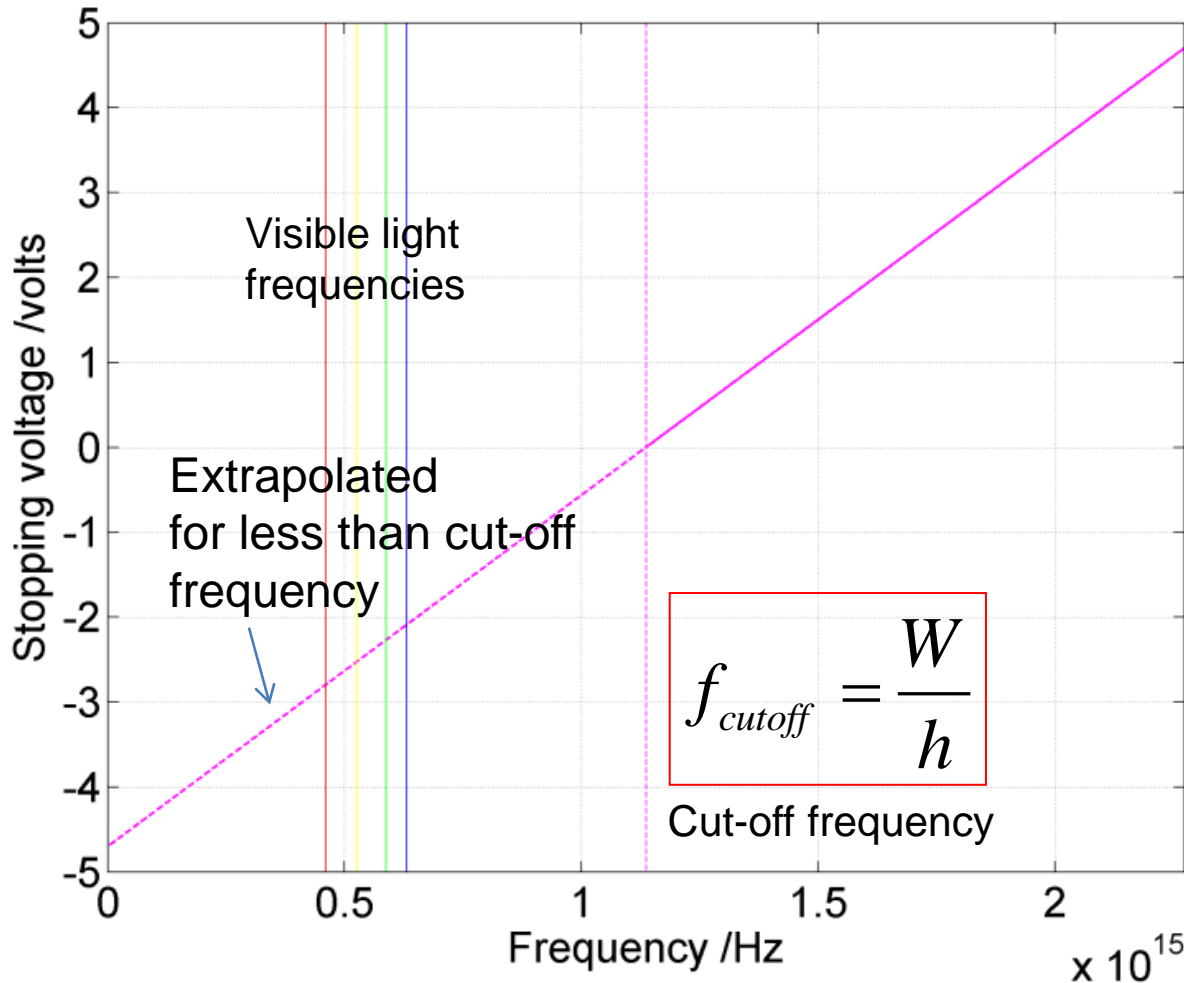 5
4
3
2
1
0
-1
-2
-3
-4
-5
Stopping voltage /volts
Visible light
frequencies
Extrapolated
for less than cut-off
frequency
f_cutoff = W/h
Cut-off frequency
0 0.5 1 1.5 2
Frequency /Hz
x 10^15